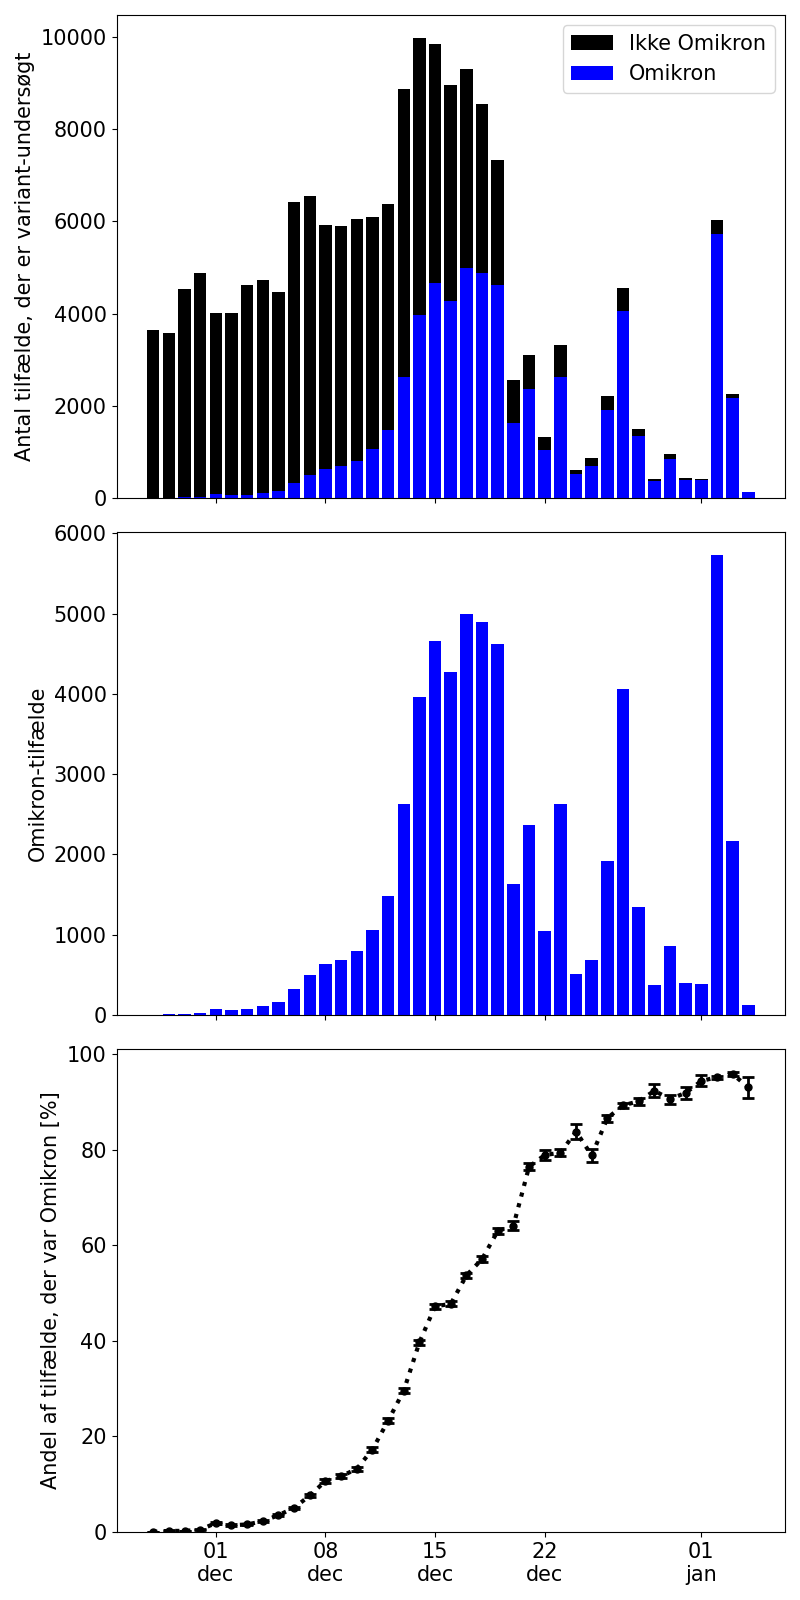 10000
8000
6000
4000
2000
0
Antal tilfælde, der er variant-undersøgt
Ikke Omikron
Omikron
6000
5000
4000
3000
2000
1000
0
Omikron-tilfælde
100
80
60
40
20
0
Andel af tilfælde, der var Omikron [%]
01 dec
08 dec
15 dec
22 dec
01 jan